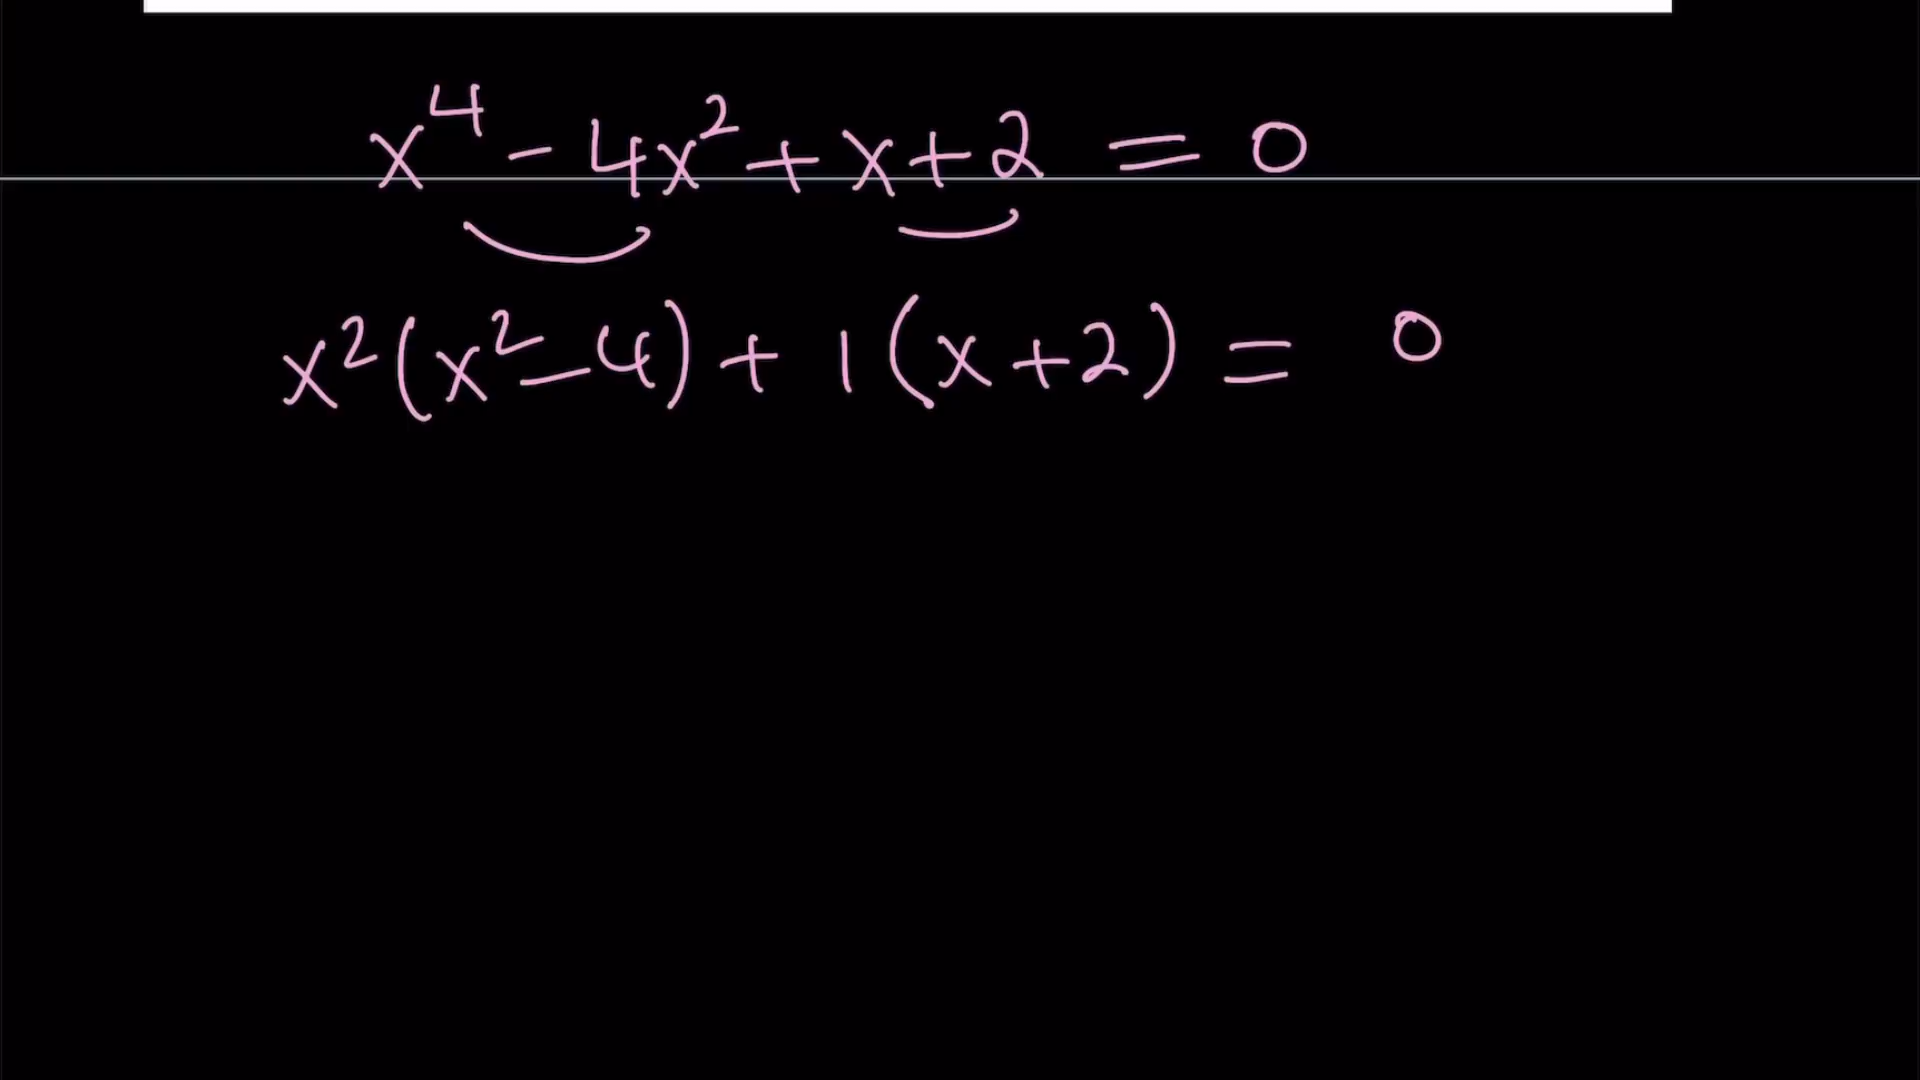 x⁴ - 4x² + x + 2 = 0
x² (x² - 4) + 1 (x + 2) = 0